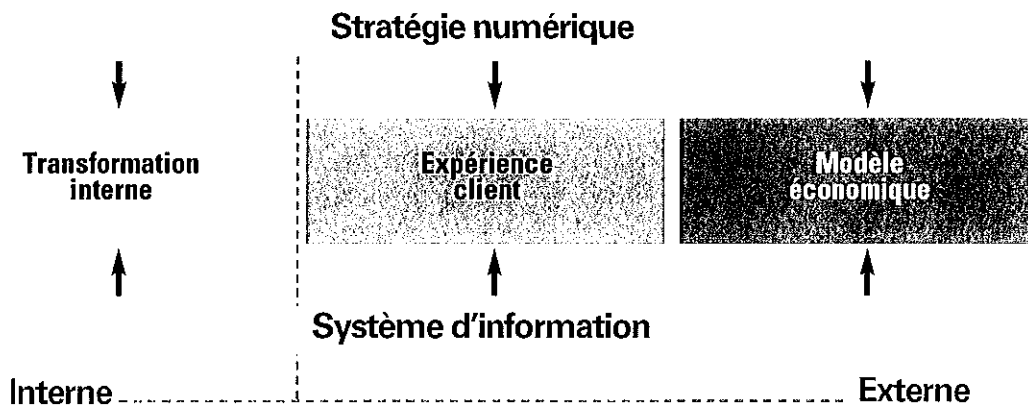 Stratégie numérique
Transformation
interne
Expérience
client
Modèle
économique
Système d'information
Interne
Externe